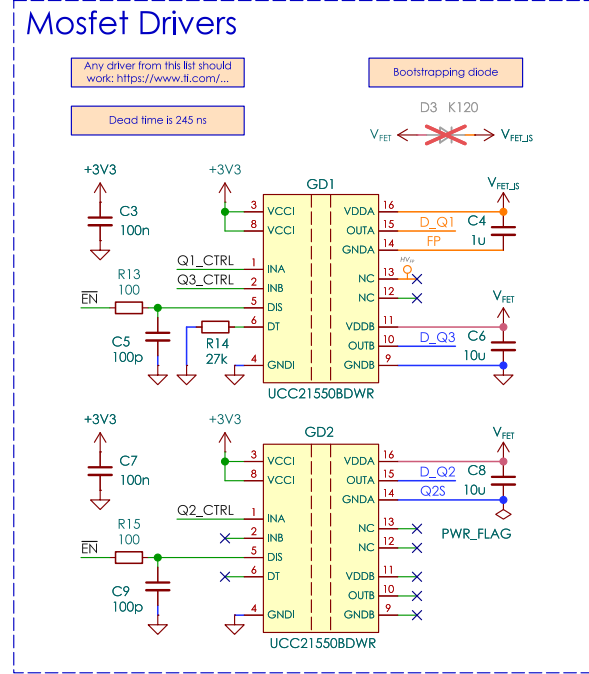 Mosfet Drivers
Any driver from this list should
work: https://www.ti.com/...
Bootstrapping diode
Dead time is 245 ns
D3 K120
VFET
VFET_IS
+3V3
C3
100n
+3V3
GD1
3 VCCI
8 VCCI
Q1_CTRL 1 INA
Q3_CTRL 2 INB
5 DIS
6 DT
4 GNDI
VDDA 16
OUTA 15 D_Q1
GNDA 14 FP
NC 13
NC 12
VDDB 11
OUTB 10 D_Q3
GNDB 9
VFET_IS
C4
1u
VFET
C6
10u
R13
100
EN
C5
100p
R14
27k
UCC21550BDWR
+3V3
C7
100n
+3V3
GD2
3 VCCI
8 VCCI
Q2_CTRL 1 INA
2 INB
5 DIS
6 DT
4 GNDI
VDDA 16
OUTA 15 D_Q2
GNDA 14 Q2S
NC 13
NC 12
VDDB 11
OUTB 10
GNDB 9
VFET
C8
10u
PWR_FLAG
R15
100
EN
C9
100p
UCC21550BDWR